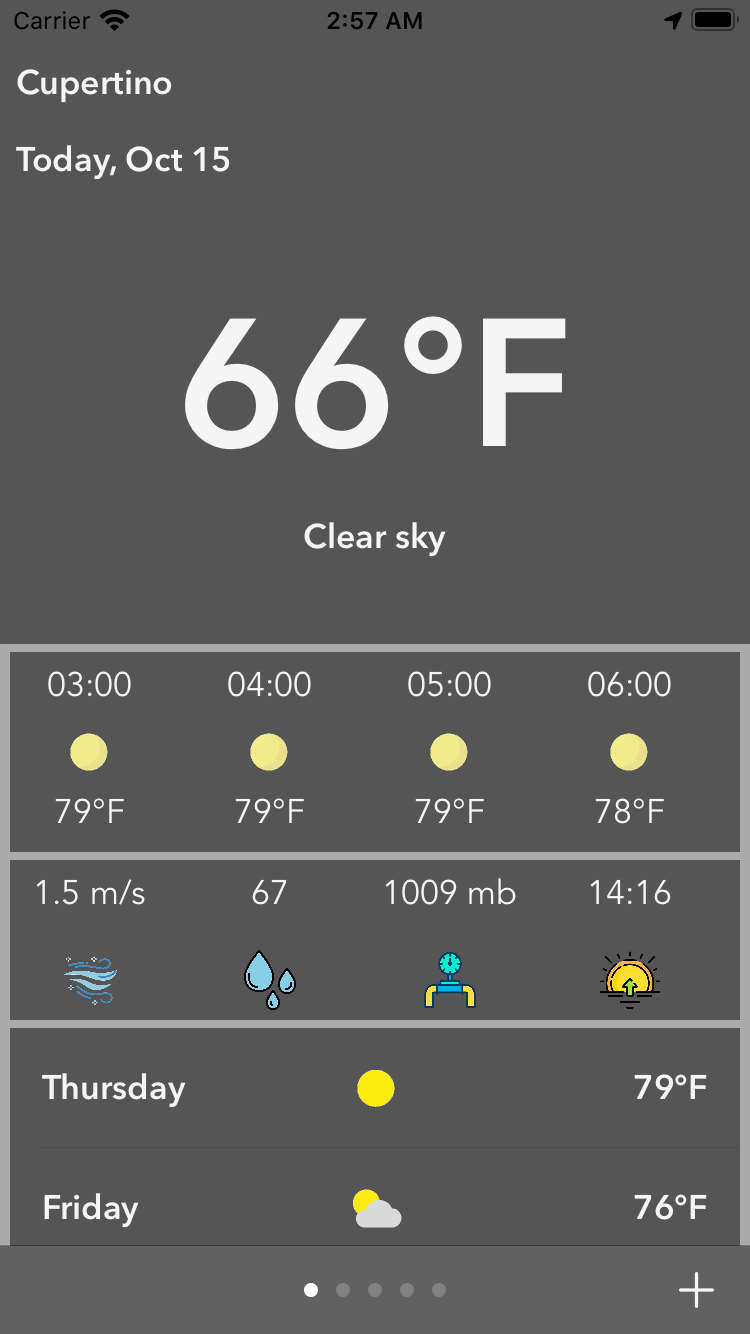 Carrier 2:57 AM
Cupertino
Today, Oct 15
66°F
Clear sky
03:00 04:00 05:00 06:00
79°F 79°F 79°F 78°F
1.5 m/s 67 1009 mb 14:16
Thursday 79°F
Friday 76°F